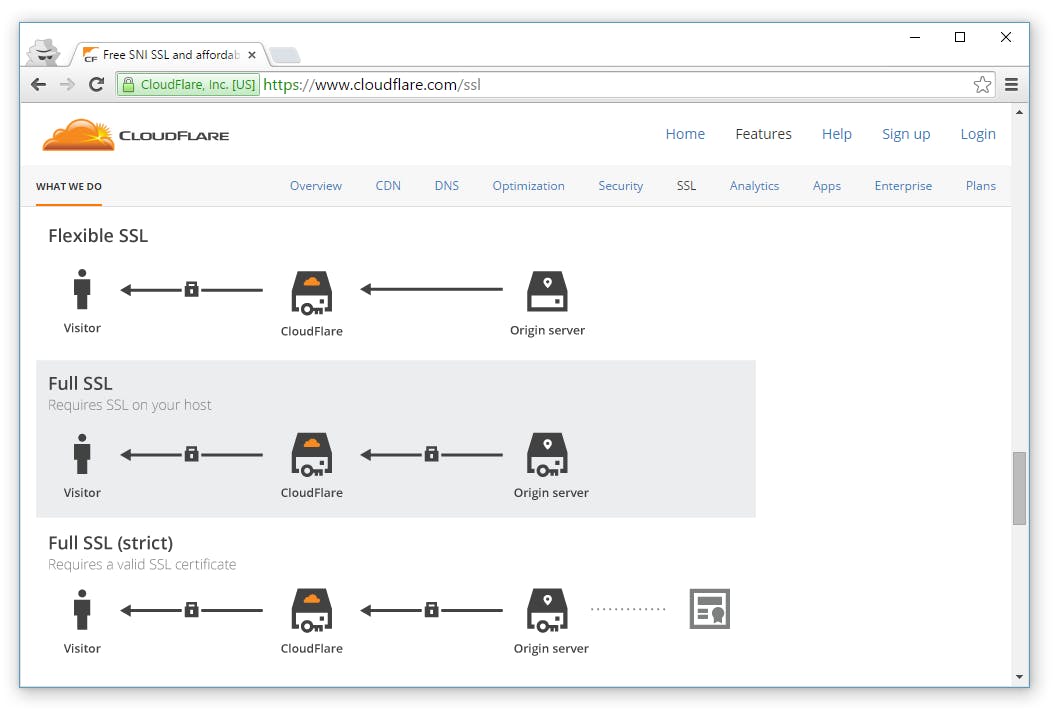 Free SNI SSL and affordab
CloudFlare, Inc. [US] https://www.cloudflare.com/ssl
CLOUDFLARE Home Features Help Sign up Login
WHAT WE DO Overview CDN DNS Optimization Security SSL Analytics Apps Enterprise Plans
Flexible SSL
Visitor CloudFlare Origin server
Full SSL
Requires SSL on your host
Visitor CloudFlare Origin server
Full SSL (strict)
Requires a valid SSL certificate
Visitor CloudFlare Origin server